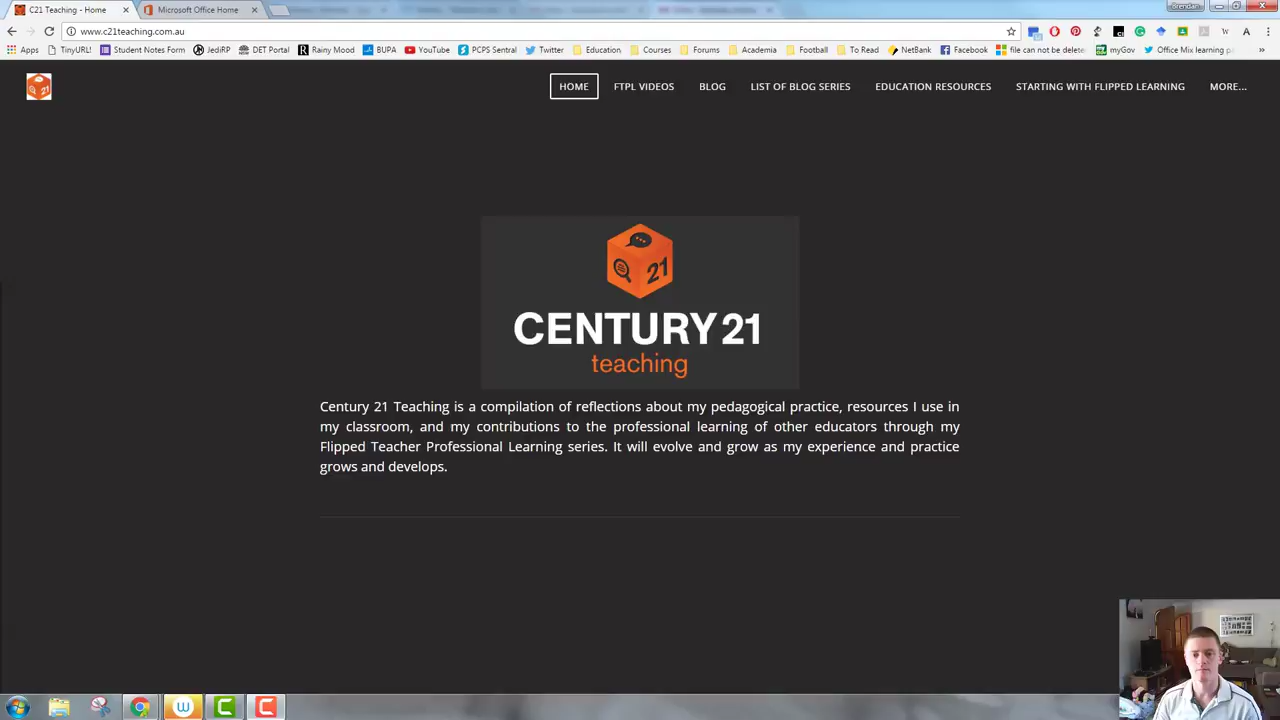 C21 Teaching - Home
Microsoft Office Home
Brendan
www.c21teaching.com.au
Apps TinyURL! Student Notes Form JediRP DET Portal Rainy Mood BUPA YouTube PCPS Sentral Twitter Education Courses Forums Academia Football To Read NetBank Facebook file can not be delete myGov Office Mix learning p
HOME FTPL VIDEOS BLOG LIST OF BLOG SERIES EDUCATION RESOURCES STARTING WITH FLIPPED LEARNING MORE...
21
CENTURY 21
teaching
Century 21 Teaching is a compilation of reflections about my pedagogical practice, resources I use in
my classroom, and my contributions to the professional learning of other educators through my
Flipped Teacher Professional Learning series. It will evolve and grow as my experience and practice
grows and develops.